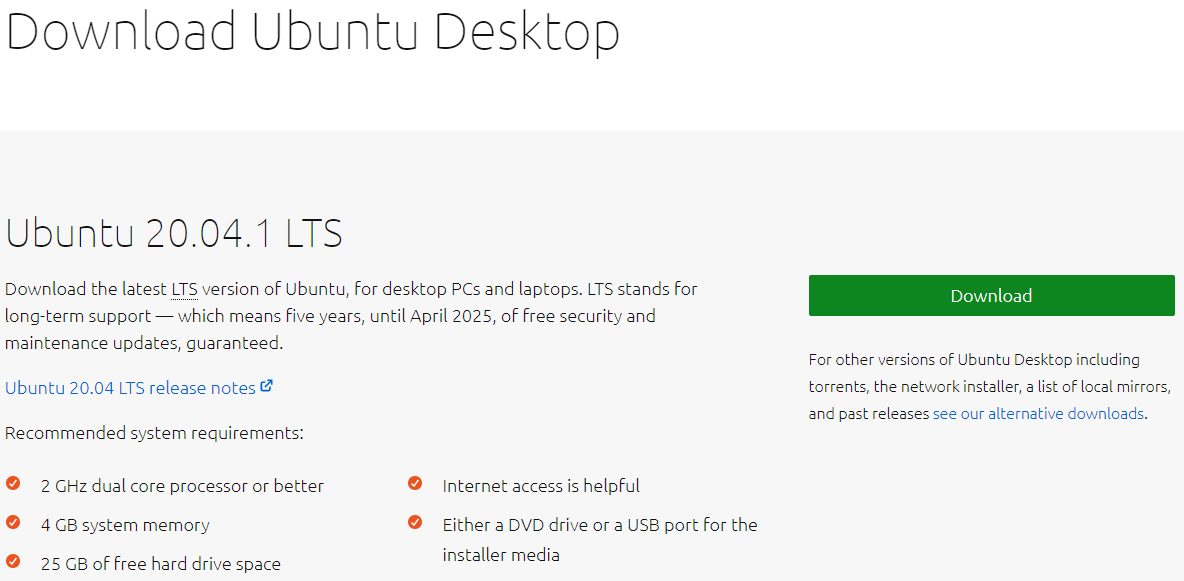 Download Ubuntu Desktop
Ubuntu 20.04.1 LTS
Download the latest LTS version of Ubuntu, for desktop PCs and laptops. LTS stands for
long-term support — which means five years, until April 2025, of free security and
maintenance updates, guaranteed.
Ubuntu 20.04 LTS release notes
Recommended system requirements:
2 GHz dual core processor or better
4 GB system memory
25 GB of free hard drive space
Internet access is helpful
Either a DVD drive or a USB port for the
installer media
Download
For other versions of Ubuntu Desktop including
torrents, the network installer, a list of local mirrors,
and past releases see our alternative downloads.